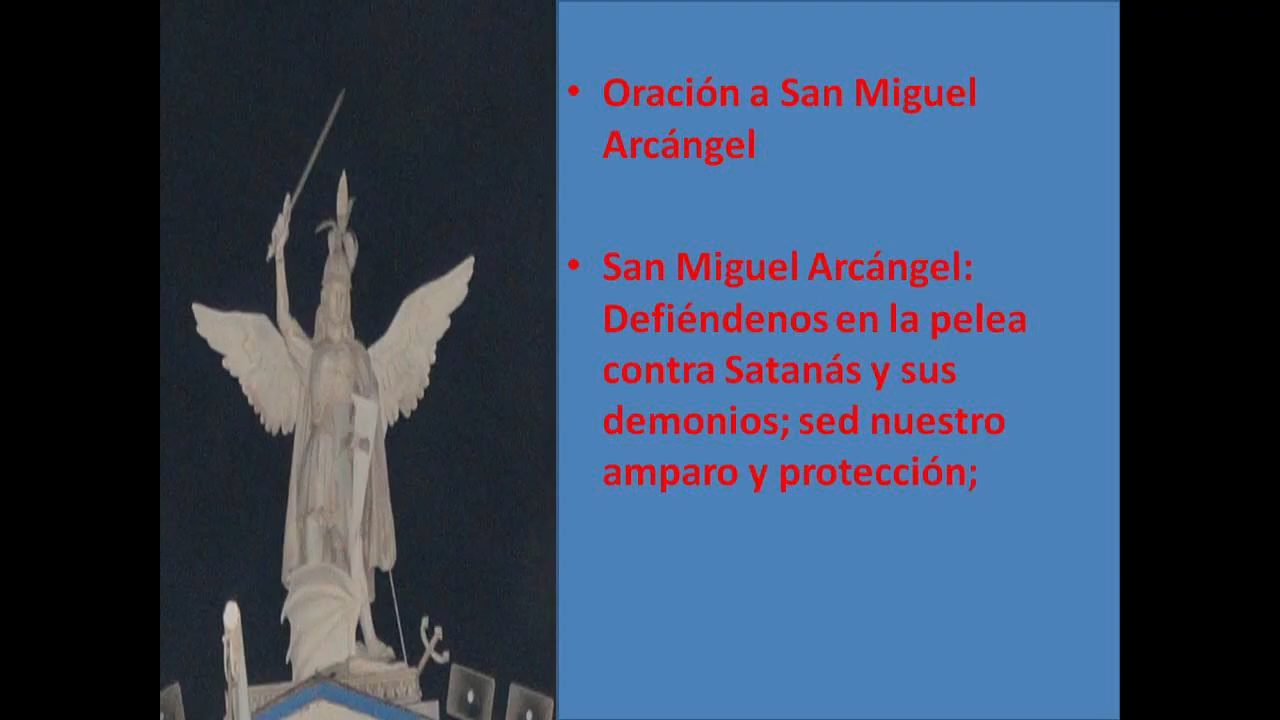 • Oración a San Miguel
Arcángel
• San Miguel Arcángel:
Defiéndenos en la pelea
contra Satanás y sus
demonios; sed nuestro
amparo y protección;